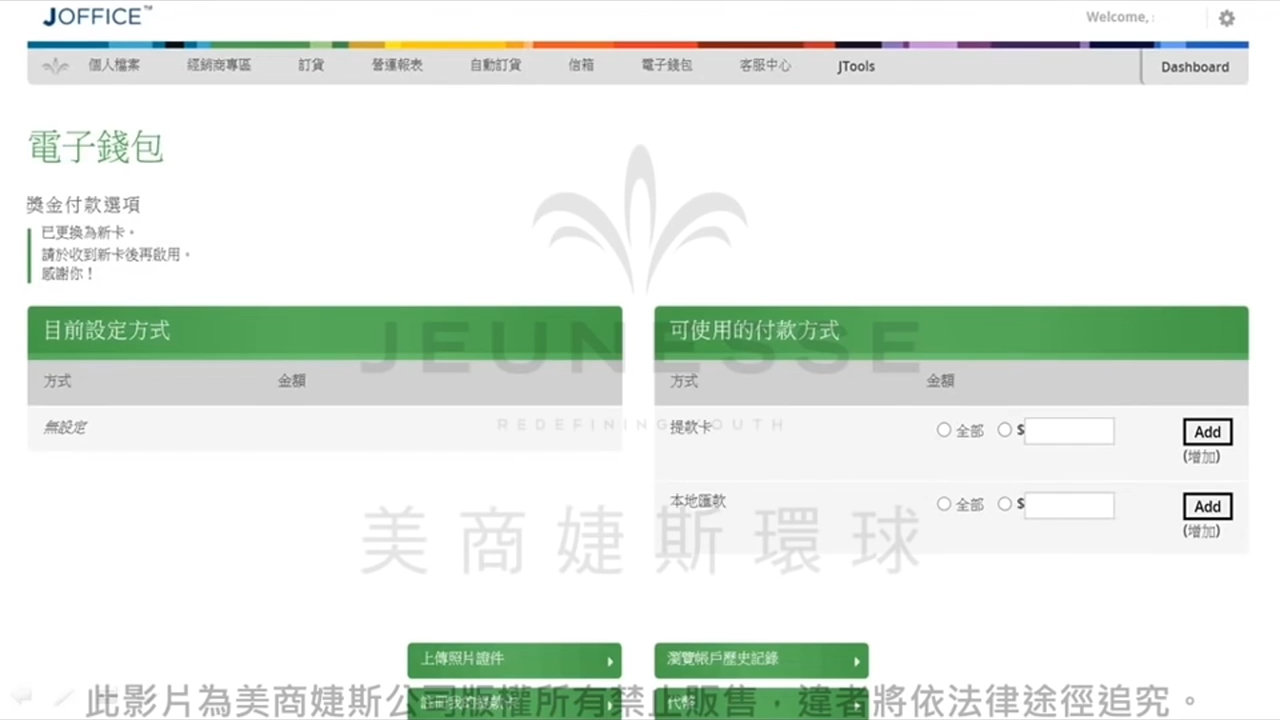 JOFFICE™
Welcome,
個人檔案 經銷商專區 訂貨 營運報表 自動訂貨 信箱 電子錢包 客服中心 JTools Dashboard
電子錢包
獎金付款選項
已更換為新卡。
請於收到新卡後再啟用。
感謝你！
目前設定方式
方式 金額
無設定
可使用的付款方式
方式 金額
提款卡 全部 $ Add
(增加)
本地匯款 全部 $ Add
(增加)
JEUNESSE
REDEFINING YOUTH
美商婕斯環球
上傳照片證件
瀏覽帳戶歷史記錄
此影片為美商婕斯公司版權所有禁止販售，違者將依法律途徑追究。